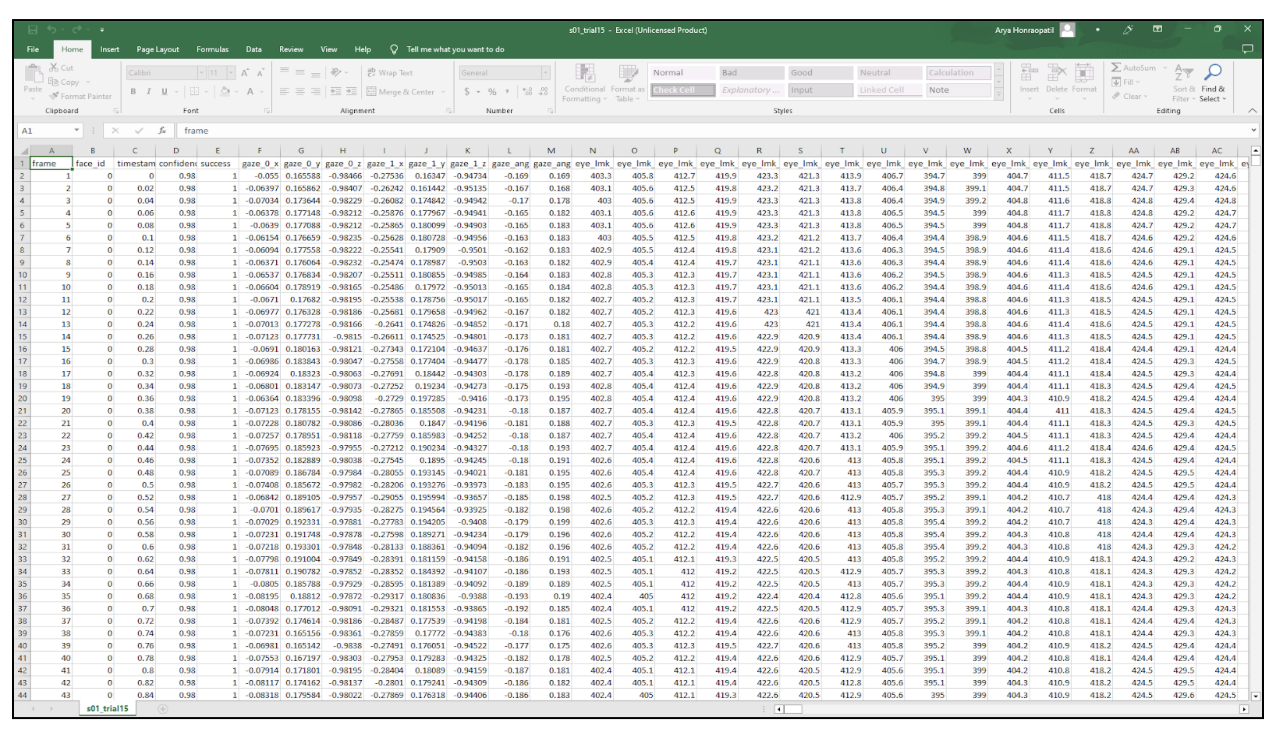 s01_trial15 - Excel (Unlicensed Product)
Arya Honraopatil
File Home Insert Page Layout Formulas Data Review View Help Tell me what you want to do
Cut
Copy
Format Painter
Paste
Calibri 11
B I U
Wrap Text
Merge & Center
General
$ % ,
Conditional Formatting
Format as Table
Normal Bad Good Neutral Calculation
Check Cell Explanatory ... Input Linked Cell Note
Insert Delete Format
AutoSum
Fill
Clear
Sort & Filter
Find & Select
Clipboard Font Alignment Number Styles Cells Editing
A1 fx frame
A B C D E F G H I J K L M N O P Q R S T U V W X Y Z AA AB AC
1 frame face_id timestam confidenc success gaze_0_x gaze_0_y gaze_0_z gaze_1_x gaze_1_y gaze_1_z gaze_ang gaze_ang eye_lmk_ eye_lmk_ eye_lmk_ eye_lmk_ eye_lmk_ eye_lmk_ eye_lmk_ eye_lmk_ eye_lmk_ eye_lmk_ eye_lmk_ eye_lmk_ eye_lmk_ eye_lmk_ eye_lmk_ eye_lmk_ ey
2 1 0 0 0.98 1 -0.055 0.165588 -0.98466 -0.27536 0.16347 -0.94734 -0.169 0.169 403.3 405.8 412.7 419.9 423.3 421.3 413.9 406.7 394.7 399 404.7 411.5 418.7 424.7 429.2 424.6
3 2 0 0.02 0.98 1 -0.06397 0.165862 -0.98407 -0.26242 0.161442 -0.95135 -0.167 0.168 403.1 405.6 412.5 419.8 423.2 421.3 413.7 406.4 394.8 399.1 404.7 411.5 418.7 424.7 429.3 424.7
4 3 0 0.04 0.98 1 -0.07034 0.173644 -0.98229 -0.26082 0.174842 -0.94942 -0.17 0.178 403 405.6 412.5 419.9 423.3 421.3 413.8 406.4 394.9 399.2 404.8 411.6 418.8 424.8 429.4 424.8
5 4 0 0.06 0.98 1 -0.06378 0.177148 -0.98212 -0.25876 0.177967 -0.94941 -0.165 0.182 403.1 405.6 412.6 419.9 423.3 421.3 413.8 406.5 394.5 399 404.8 411.7 418.8 424.8 429.2 424.7
6 5 0 0.08 0.98 1 -0.0639 0.177088 -0.98212 -0.25865 0.180099 -0.94903 -0.165 0.183 403.1 405.6 412.6 419.9 423.3 421.3 413.8 406.5 394.5 399 404.8 411.7 418.8 424.7 429.2 424.7
7 6 0 0.1 0.98 1 -0.06154 0.176659 -0.98235 -0.25628 0.180728 -0.94956 -0.163 0.183 403 405.5 412.5 419.8 423.2 421.2 413.7 406.4 394.4 398.9 404.6 411.5 418.7 424.6 429.2 424.6
8 7 0 0.12 0.98 1 -0.06094 0.177558 -0.98222 -0.25541 0.17909 -0.9501 -0.162 0.183 402.9 405.5 412.4 419.8 423.1 421.2 413.6 406.3 394.5 398.9 404.6 411.4 418.6 424.6 429.1 424.5
9 8 0 0.14 0.98 1 -0.06371 0.176064 -0.98232 -0.25474 0.178987 -0.9503 -0.163 0.182 402.9 405.4 412.4 419.7 423.1 421.1 413.6 406.3 394.4 398.9 404.6 411.4 418.6 424.6 429.1 424.5
10 9 0 0.16 0.98 1 -0.06537 0.176834 -0.98207 -0.25511 0.180855 -0.94985 -0.164 0.183 402.8 405.3 412.3 419.7 423.1 421.1 413.6 406.2 394.5 398.9 404.6 411.3 418.6 424.5 429.1 424.5
11 10 0 0.18 0.98 1 -0.06604 0.178919 -0.98165 -0.25486 0.17972 -0.95013 -0.165 0.184 402.8 405.3 412.3 419.7 423.1 421.1 413.6 406.2 394.4 398.9 404.6 411.4 418.6 424.5 429.1 424.5
12 11 0 0.2 0.98 1 -0.0671 0.17682 -0.98195 -0.25538 0.178756 -0.95017 -0.165 0.182 402.7 405.2 412.3 419.7 423.1 421.1 413.5 406.1 394.4 398.8 404.6 411.3 418.5 424.5 429.1 424.5
13 12 0 0.22 0.98 1 -0.06977 0.176328 -0.98186 -0.25681 0.179658 -0.94962 -0.167 0.182 402.7 405.2 412.3 419.6 423 421 413.4 406.1 394.4 398.8 404.6 411.3 418.5 424.5 429.1 424.5
14 13 0 0.24 0.98 1 -0.07013 0.177278 -0.98166 -0.2641 0.174826 -0.94852 -0.171 0.18 402.7 405.3 412.2 419.6 423 421 413.4 406.1 394.4 398.8 404.6 411.4 418.6 424.5 429.1 424.5
15 14 0 0.26 0.98 1 -0.07123 0.177731 -0.9815 -0.26611 0.174525 -0.94801 -0.173 0.181 402.7 405.3 412.2 419.6 422.9 420.9 413.4 406.1 394.4 398.9 404.6 411.3 418.5 424.5 429.1 424.5
16 15 0 0.28 0.98 1 -0.0691 0.180163 -0.98121 -0.27343 0.172104 -0.94637 -0.176 0.181 402.7 405.2 412.2 419.5 422.9 420.9 413.3 406 394.5 398.8 404.5 411.2 418.4 424.4 429.1 424.4
17 16 0 0.3 0.98 1 -0.06986 0.183843 -0.98047 -0.27558 0.177404 -0.94477 -0.178 0.185 402.7 405.3 412.3 419.6 422.9 420.8 413.3 406 394.7 398.9 404.5 411.2 418.4 424.5 429.3 424.5
18 17 0 0.32 0.98 1 -0.06924 0.18323 -0.98063 -0.27691 0.18442 -0.94303 -0.178 0.189 402.7 405.4 412.3 419.6 422.8 420.8 413.2 406 394.8 399 404.4 411.1 418.4 424.5 429.3 424.4
19 18 0 0.34 0.98 1 -0.06801 0.183147 -0.98073 -0.27252 0.19234 -0.94273 -0.175 0.193 402.8 405.4 412.4 419.6 422.9 420.8 413.2 406 394.9 399 404.4 411.1 418.3 424.5 429.4 424.5
20 19 0 0.36 0.98 1 -0.06364 0.183396 -0.98098 -0.2729 0.197285 -0.9416 -0.173 0.195 402.8 405.4 412.4 419.6 422.9 420.8 413.2 406 395 399 404.3 410.9 418.2 424.5 429.4 424.4
21 20 0 0.38 0.98 1 -0.07123 0.178155 -0.98142 -0.27865 0.185508 -0.94231 -0.18 0.187 402.7 405.4 412.4 419.6 422.8 420.7 413.1 405.9 395.1 399.1 404.4 411 418.3 424.5 429.4 424.5
22 21 0 0.4 0.98 1 -0.07228 0.180782 -0.98086 -0.28036 0.1847 -0.94196 -0.181 0.188 402.7 405.3 412.3 419.5 422.8 420.7 413.1 405.9 395 399.1 404.4 411.1 418.3 424.5 429.3 424.5
23 22 0 0.42 0.98 1 -0.07257 0.178951 -0.98118 -0.27759 0.185983 -0.94252 -0.18 0.187 402.7 405.4 412.4 419.6 422.8 420.7 413.2 406 395.2 399.2 404.5 411.1 418.3 424.5 429.4 424.4
24 23 0 0.44 0.98 1 -0.07695 0.185923 -0.97955 -0.27212 0.190234 -0.94327 -0.18 0.193 402.7 405.4 412.4 419.6 422.8 420.7 413.1 405.9 395.1 399.2 404.6 411.2 418.4 424.6 429.5 424.4
25 24 0 0.46 0.98 1 -0.07352 0.182889 -0.98038 -0.27545 0.1895 -0.94245 -0.18 0.191 402.6 405.4 412.4 419.6 422.8 420.6 413 405.8 395.1 399.2 404.5 411.1 418.3 424.5 429.4 424.4
26 25 0 0.48 0.98 1 -0.07089 0.186784 -0.97984 -0.28055 0.193145 -0.94021 -0.181 0.195 402.6 405.4 412.4 419.6 422.8 420.7 413 405.8 395.3 399.2 404.4 410.9 418.2 424.5 429.5 424.4
27 26 0 0.5 0.98 1 -0.07408 0.185672 -0.97982 -0.28206 0.193276 -0.93973 -0.183 0.195 402.6 405.3 412.3 419.5 422.7 420.6 413 405.7 395.3 399.2 404.4 410.9 418.2 424.5 429.5 424.4
28 27 0 0.52 0.98 1 -0.06842 0.189105 -0.97957 -0.29055 0.195994 -0.93657 -0.185 0.198 402.5 405.2 412.3 419.5 422.7 420.6 412.9 405.7 395.2 399.1 404.2 410.7 418 424.4 429.4 424.3
29 28 0 0.54 0.98 1 -0.0701 0.189617 -0.97935 -0.28275 0.194564 -0.93925 -0.182 0.198 402.6 405.2 412.2 419.4 422.6 420.6 413 405.8 395.2 399.1 404.2 410.7 418 424.3 429.4 424.3
30 29 0 0.56 0.98 1 -0.07029 0.192331 -0.97881 -0.27783 0.194205 -0.9408 -0.179 0.199 402.6 405.3 412.3 419.4 422.6 420.6 413 405.8 395.4 399.2 404.2 410.7 418 424.3 429.4 424.3
31 30 0 0.58 0.98 1 -0.07231 0.191748 -0.97878 -0.27598 0.189271 -0.94234 -0.179 0.196 402.6 405.2 412.2 419.4 422.6 420.6 413 405.8 395.4 399.2 404.3 410.8 418 424.4 429.4 424.3
32 31 0 0.6 0.98 1 -0.07218 0.193301 -0.97848 -0.28133 0.188361 -0.94094 -0.182 0.196 402.6 405.2 412.2 419.4 422.6 420.6 413 405.8 395.4 399.2 404.3 410.8 418 424.3 429.3 424.2
33 32 0 0.62 0.98 1 -0.07798 0.191004 -0.97849 -0.28391 0.181159 -0.94158 -0.186 0.191 402.5 405.1 412.1 419.3 422.5 420.5 413 405.7 395.3 399.2 404.4 410.9 418.1 424.3 429.3 424.2
34 33 0 0.64 0.98 1 -0.07811 0.190782 -0.97852 -0.28352 0.184392 -0.94107 -0.186 0.193 402.5 405.1 412 419.2 422.5 420.5 412.9 405.7 395.3 399.2 404.3 410.8 418.1 424.3 429.3 424.3
35 34 0 0.66 0.98 1 -0.0805 0.185788 -0.97929 -0.28595 0.181389 -0.94092 -0.189 0.189 402.5 405.1 412 419.2 422.5 420.5 413 405.7 395.3 399.2 404.4 410.9 418.1 424.3 429.3 424.2
36 35 0 0.68 0.98 1 -0.08195 0.18812 -0.97872 -0.29317 0.180836 -0.9388 -0.193 0.19 402.4 405 412 419.2 422.4 420.4 412.8 405.6 395.1 399.1 404.4 410.9 418.1 424.3 429.2 424.2
37 36 0 0.7 0.98 1 -0.08048 0.177012 -0.98091 -0.29321 0.181553 -0.93865 -0.192 0.185 402.4 405.1 412 419.2 422.5 420.5 412.9 405.7 395.3 399.1 404.3 410.8 418.1 424.3 429.3 424.3
38 37 0 0.72 0.98 1 -0.07392 0.174614 -0.98186 -0.28487 0.177539 -0.94198 -0.184 0.181 402.5 405.2 412.2 419.4 422.6 420.6 412.9 405.7 395.2 399.1 404.2 410.8 418.1 424.4 429.4 424.3
39 38 0 0.74 0.98 1 -0.07231 0.165156 -0.98361 -0.27859 0.17772 -0.94383 -0.18 0.176 402.6 405.3 412.2 419.4 422.6 420.6 413 405.8 395.3 399.1 404.2 410.8 418.1 424.4 429.3 424.3
40 39 0 0.76 0.98 1 -0.06981 0.165142 -0.9838 -0.27491 0.176051 -0.94522 -0.177 0.175 402.6 405.3 412.3 419.5 422.7 420.6 413 405.8 395.2 399 404.2 410.8 418.1 424.4 429.4 424.3
41 40 0 0.78 0.98 1 -0.07553 0.167197 -0.98303 -0.27953 0.179283 -0.94325 -0.182 0.178 402.5 405.2 412.2 419.4 422.6 420.6 412.9 405.7 395.1 399 404.2 410.8 418.1 424.4 429.4 424.4
42 41 0 0.8 0.98 1 -0.07914 0.171801 -0.98195 -0.28404 0.18089 -0.94159 -0.187 0.181 402.4 405.1 412.1 419.4 422.6 420.5 412.9 405.6 395.1 399 404.2 410.8 418.2 424.5 429.5 424.4
43 42 0 0.82 0.98 1 -0.08117 0.174162 -0.98137 -0.2801 0.179241 -0.94309 -0.186 0.182 402.4 405.1 412.1 419.4 422.6 420.5 412.8 405.6 395.1 399 404.3 410.9 418.2 424.5 429.5 424.4
44 43 0 0.84 0.98 1 -0.08318 0.179584 -0.98022 -0.27869 0.176318 -0.94406 -0.186 0.183 402.4 405 412.1 419.3 422.6 420.5 412.9 405.6 395 399 404.3 410.9 418.2 424.5 429.6 424.5
s01_trial15